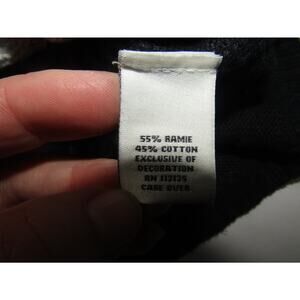 55% RAMIE
45% COTTON
EXCLUSIVE OF
DECORATION
RN 112125
CARE OVER